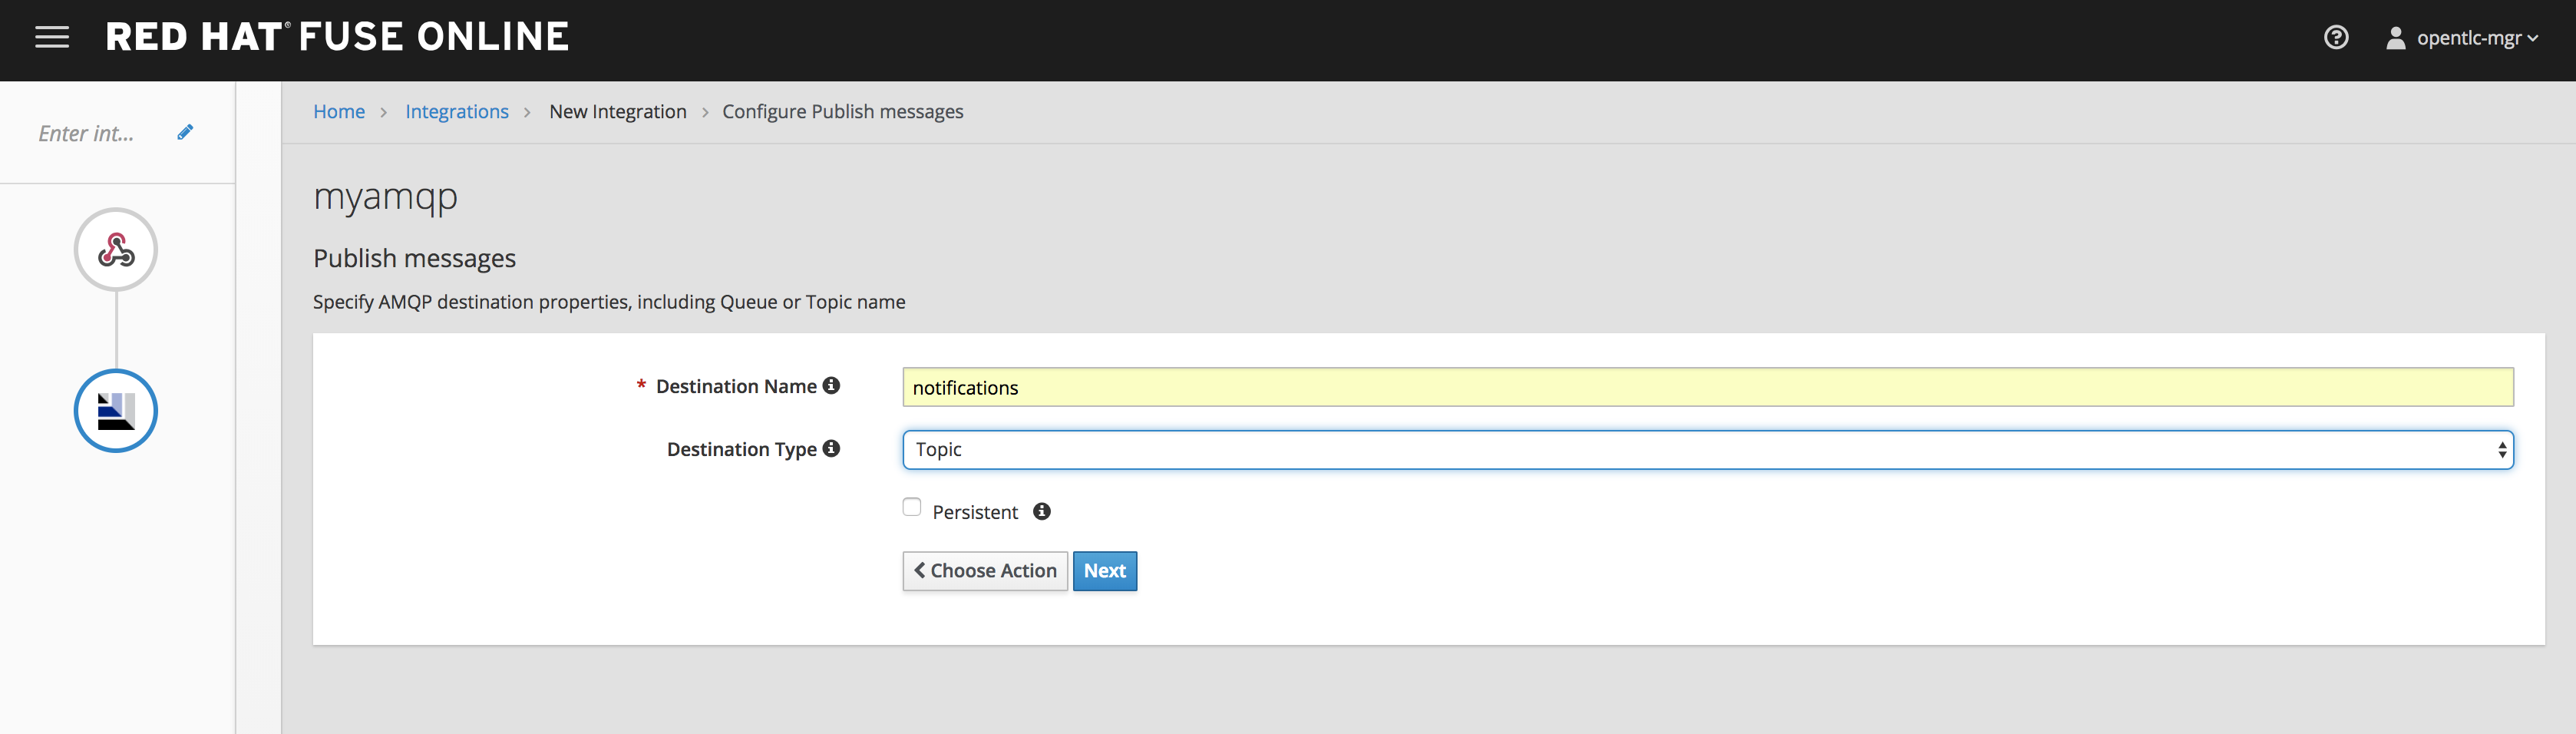 RED HAT® FUSE ONLINE
opentlc-mgr
Enter int...
Home > Integrations > New Integration > Configure Publish messages
myamqp
Publish messages
Specify AMQP destination properties, including Queue or Topic name
* Destination Name
notifications
Destination Type
Topic
Persistent
Choose Action
Next